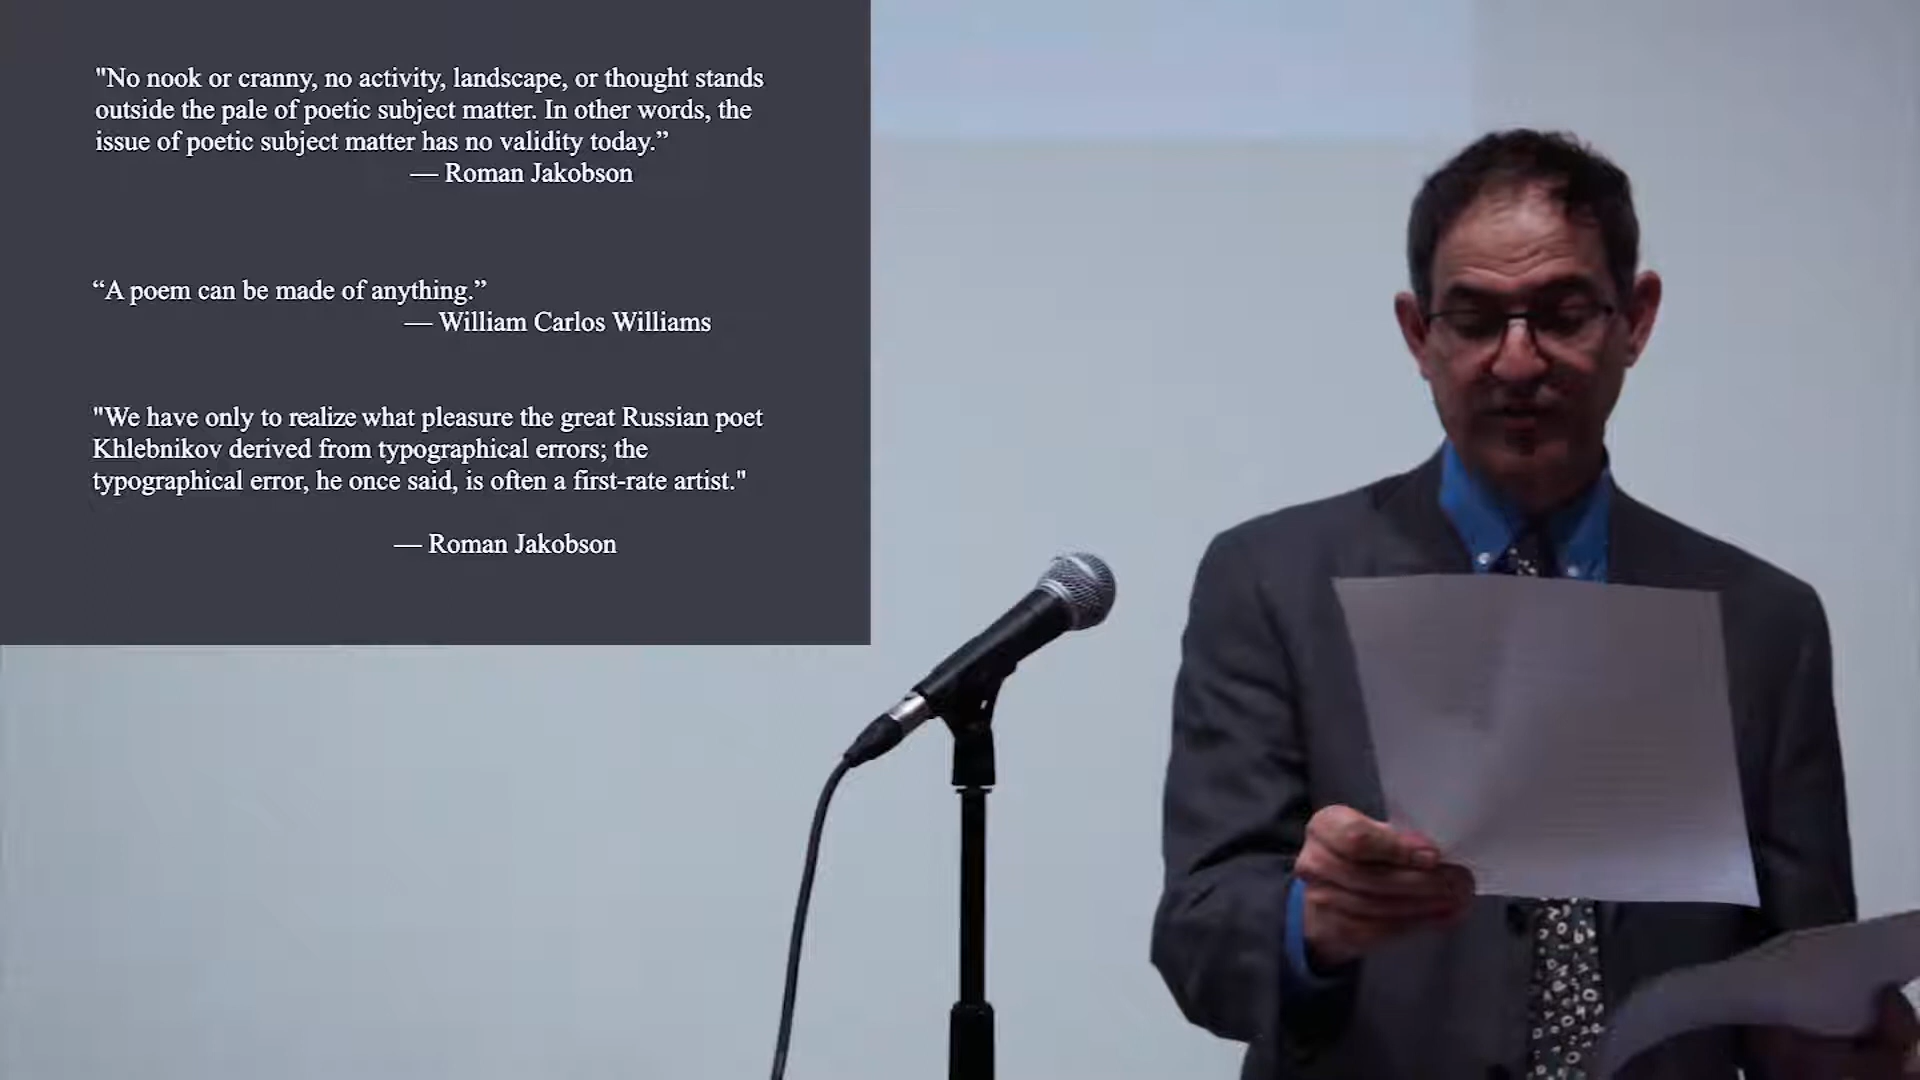 "No nook or cranny, no activity, landscape, or thought stands
outside the pale of poetic subject matter. In other words, the
issue of poetic subject matter has no validity today.”
— Roman Jakobson
“A poem can be made of anything.”
— William Carlos Williams
"We have only to realize what pleasure the great Russian poet
Khlebnikov derived from typographical errors; the
typographical error, he once said, is often a first-rate artist."
— Roman Jakobson